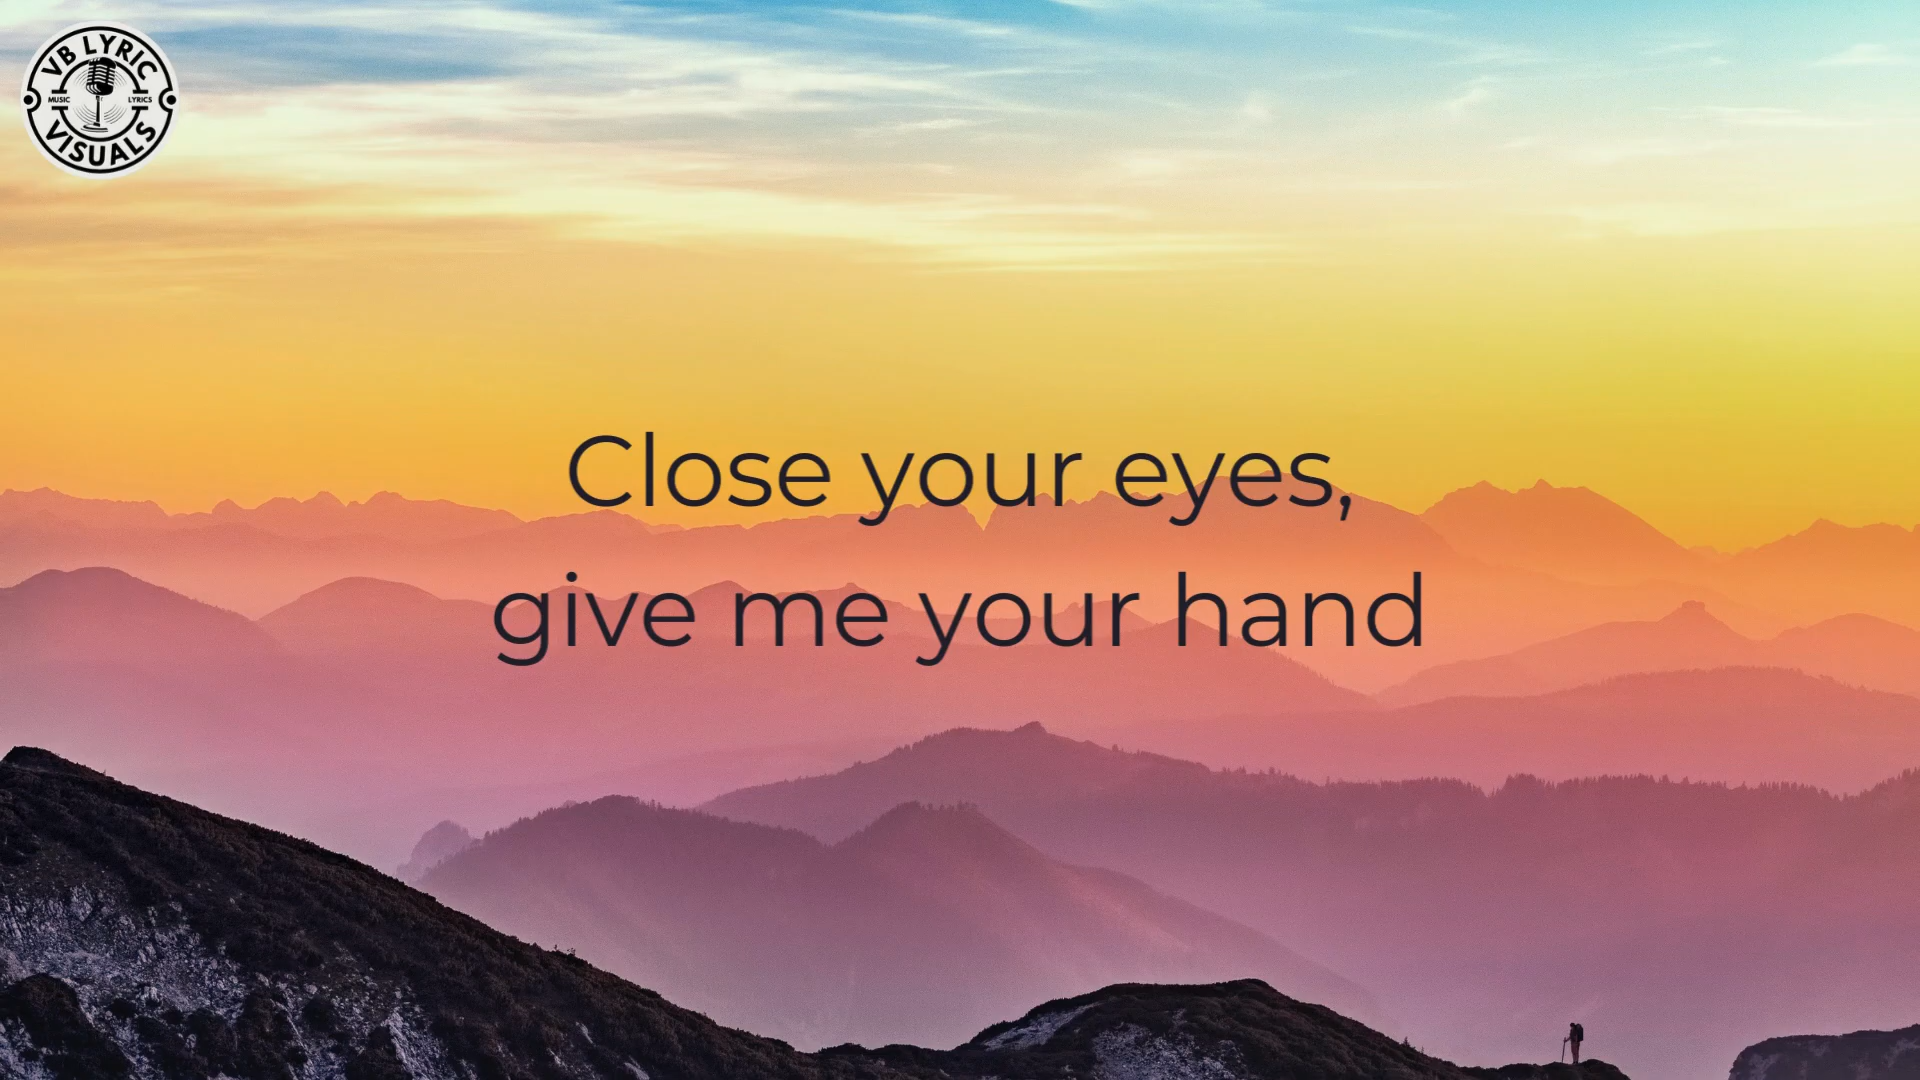 VB LYRIC
MUSIC LYRICS
VISUALS
Close your eyes,
give me your hand